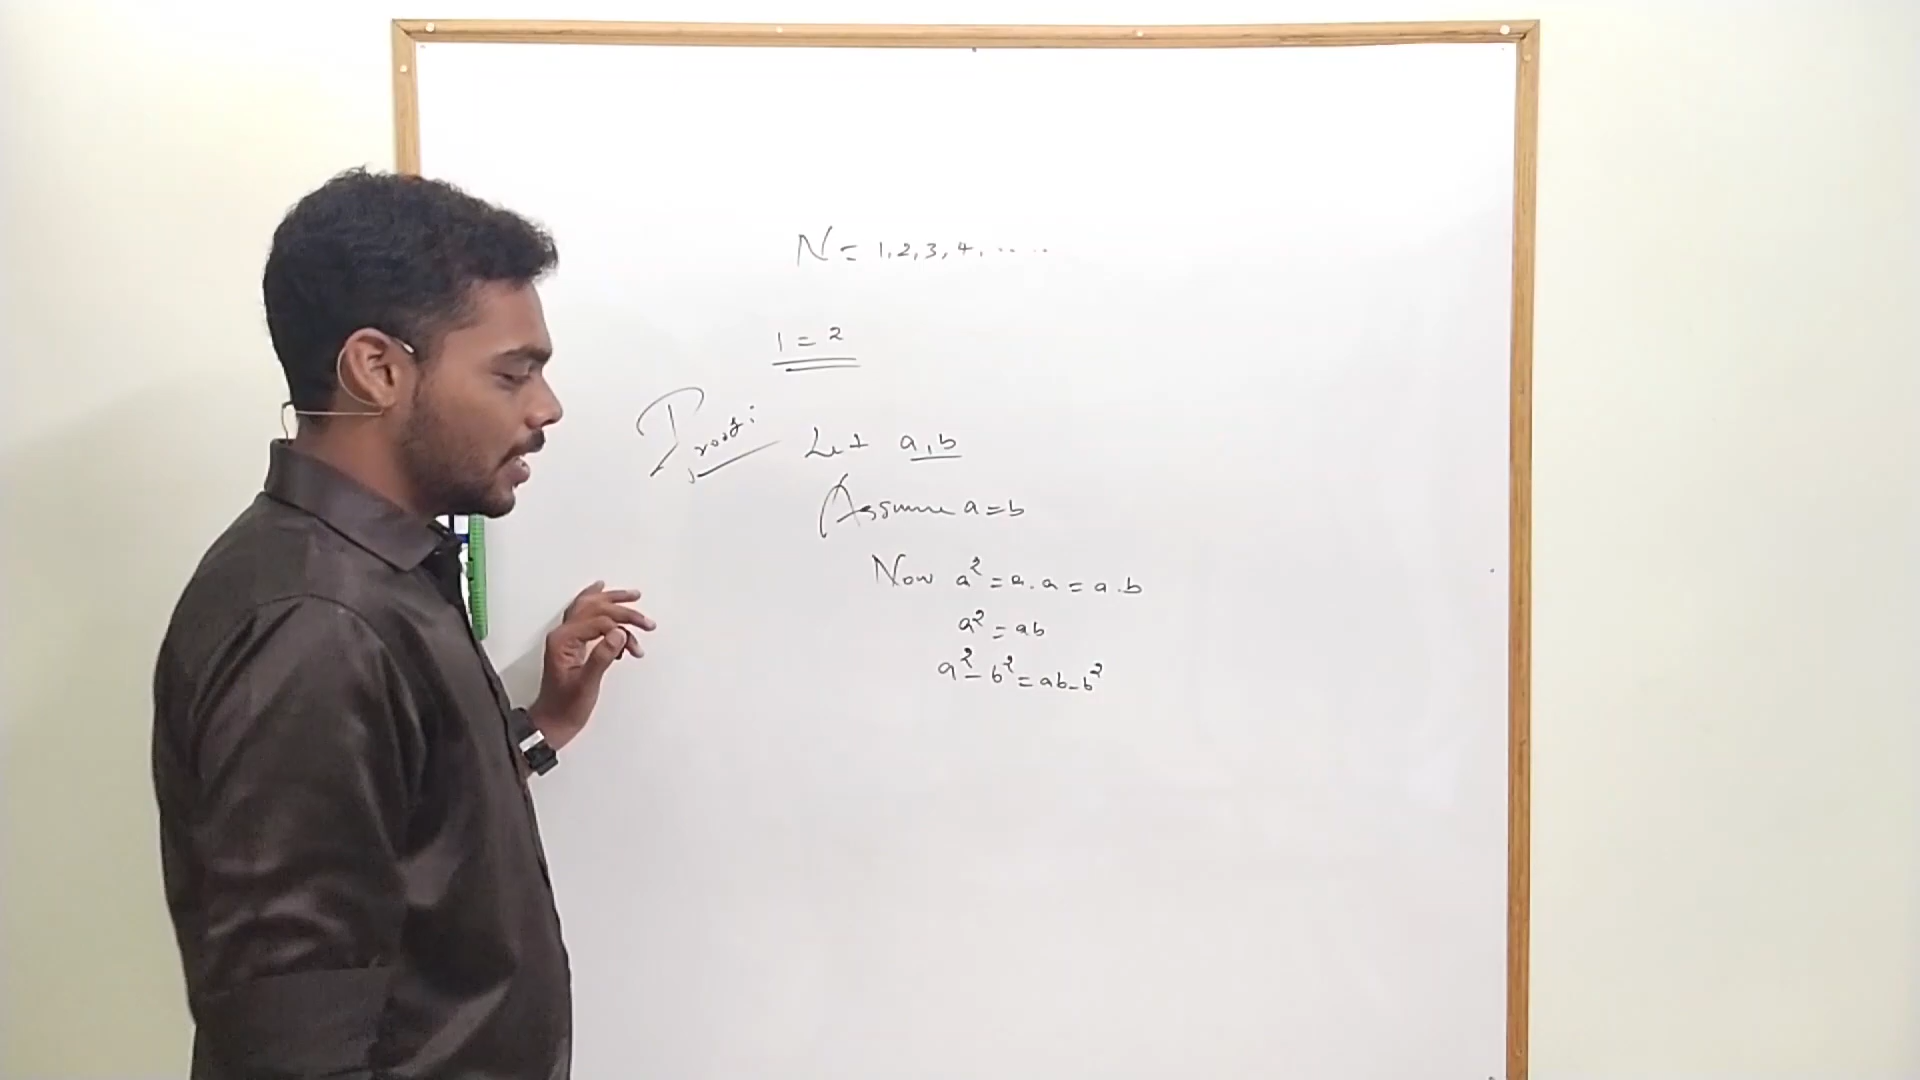 N = 1, 2, 3, 4, .....
1 = 2
Proof: Let a, b
Assume a = b
Now a² = a . a = a . b
a² = ab
a² - b² = ab - b²